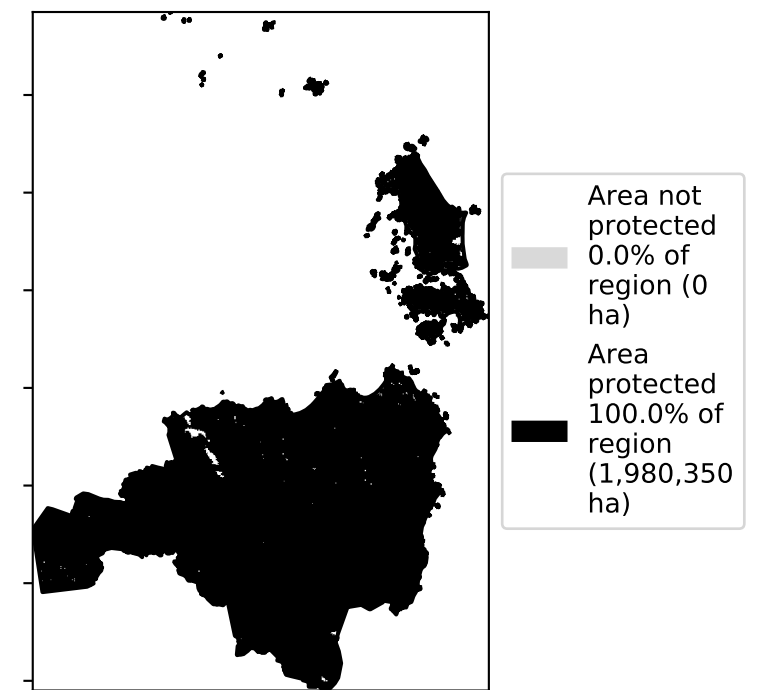 Area not
protected
0.0% of
region (0
ha)
Area
protected
100.0% of
region
(1,980,350
ha)